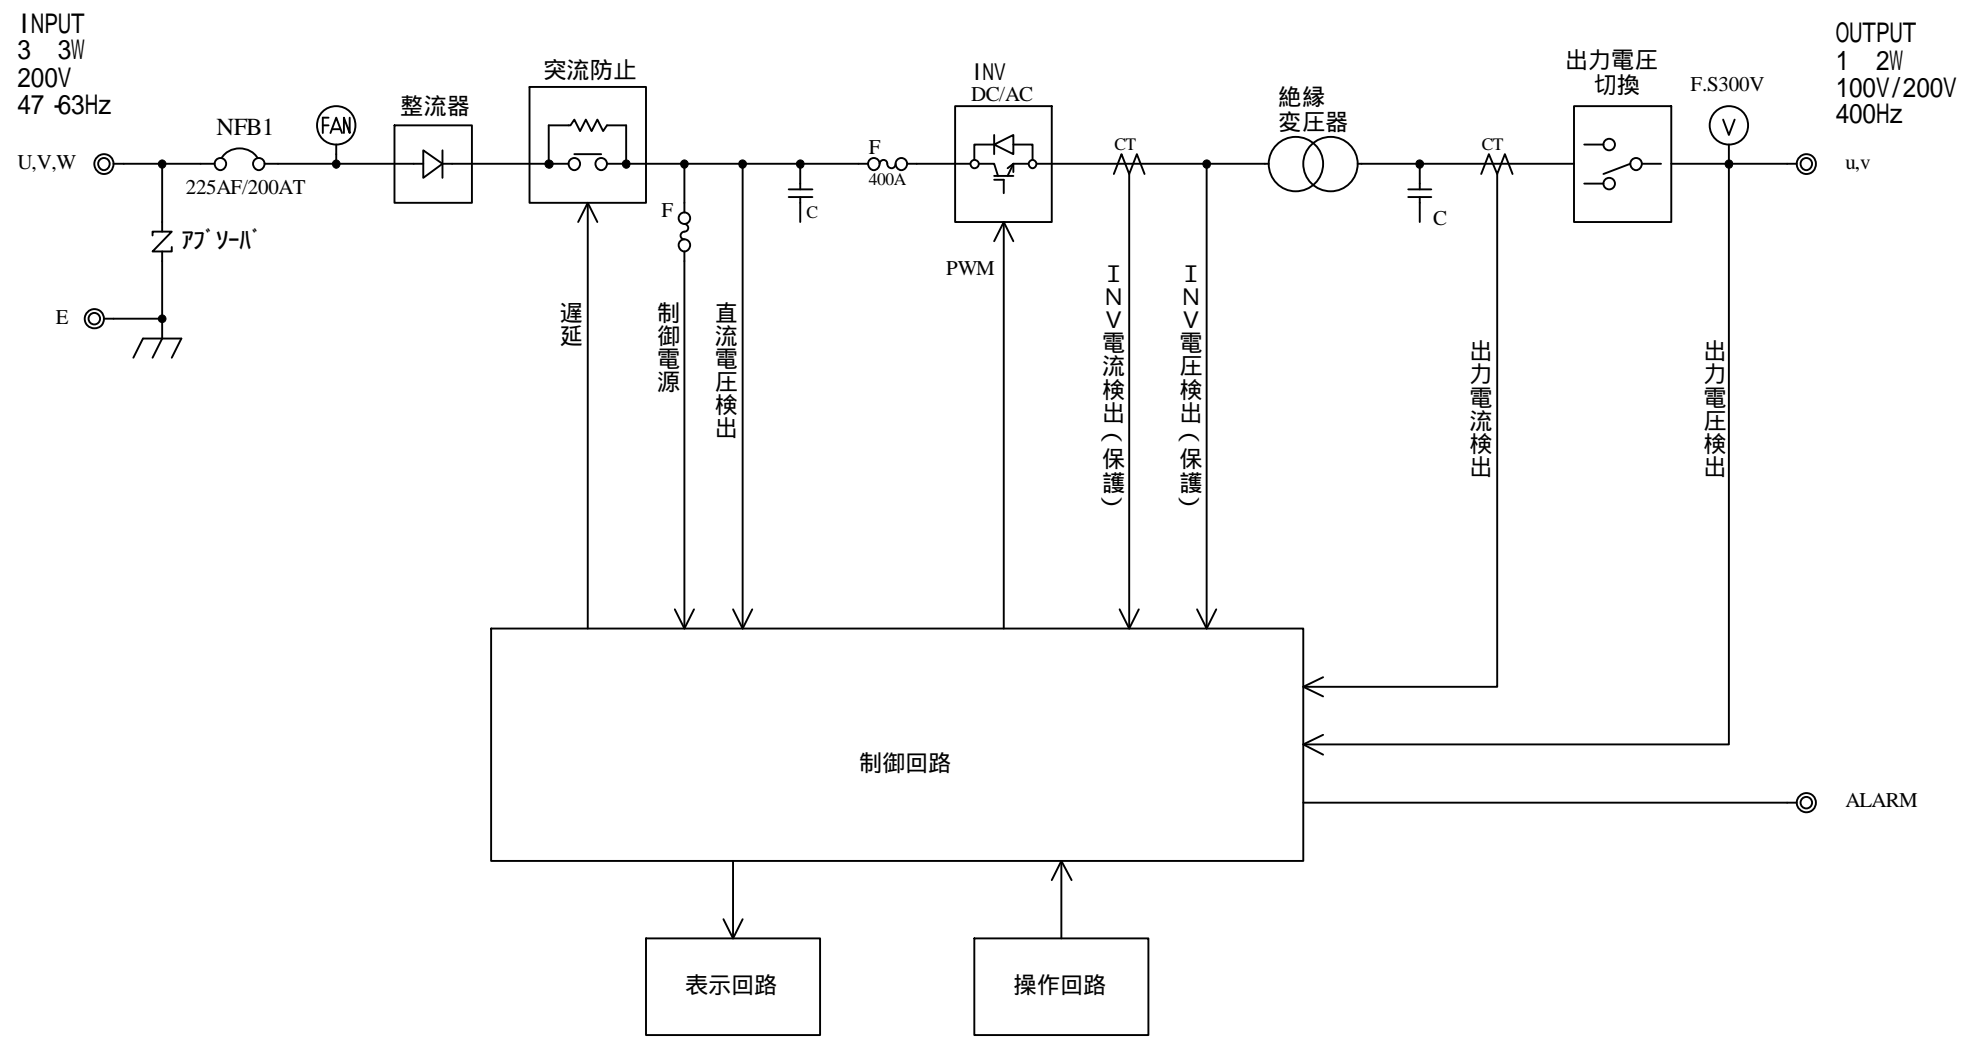 INPUT
3 3W
200V
47-63Hz
OUTPUT
1 2W
100V/200V
400Hz
突流防止
INV
DC/AC
出力電圧
切換
F.S300V
整流器
絶縁
変圧器
NFB1
FAN
CT
CT
V
U,V,W
225AF/200AT
F
400A
u,v
F
C
C
アブソーバ
PWM
E
遅延
制御電源
直流電圧検出
INV電流検出(保護)
INV電圧検出(保護)
出力電流検出
出力電圧検出
制御回路
ALARM
表示回路
操作回路